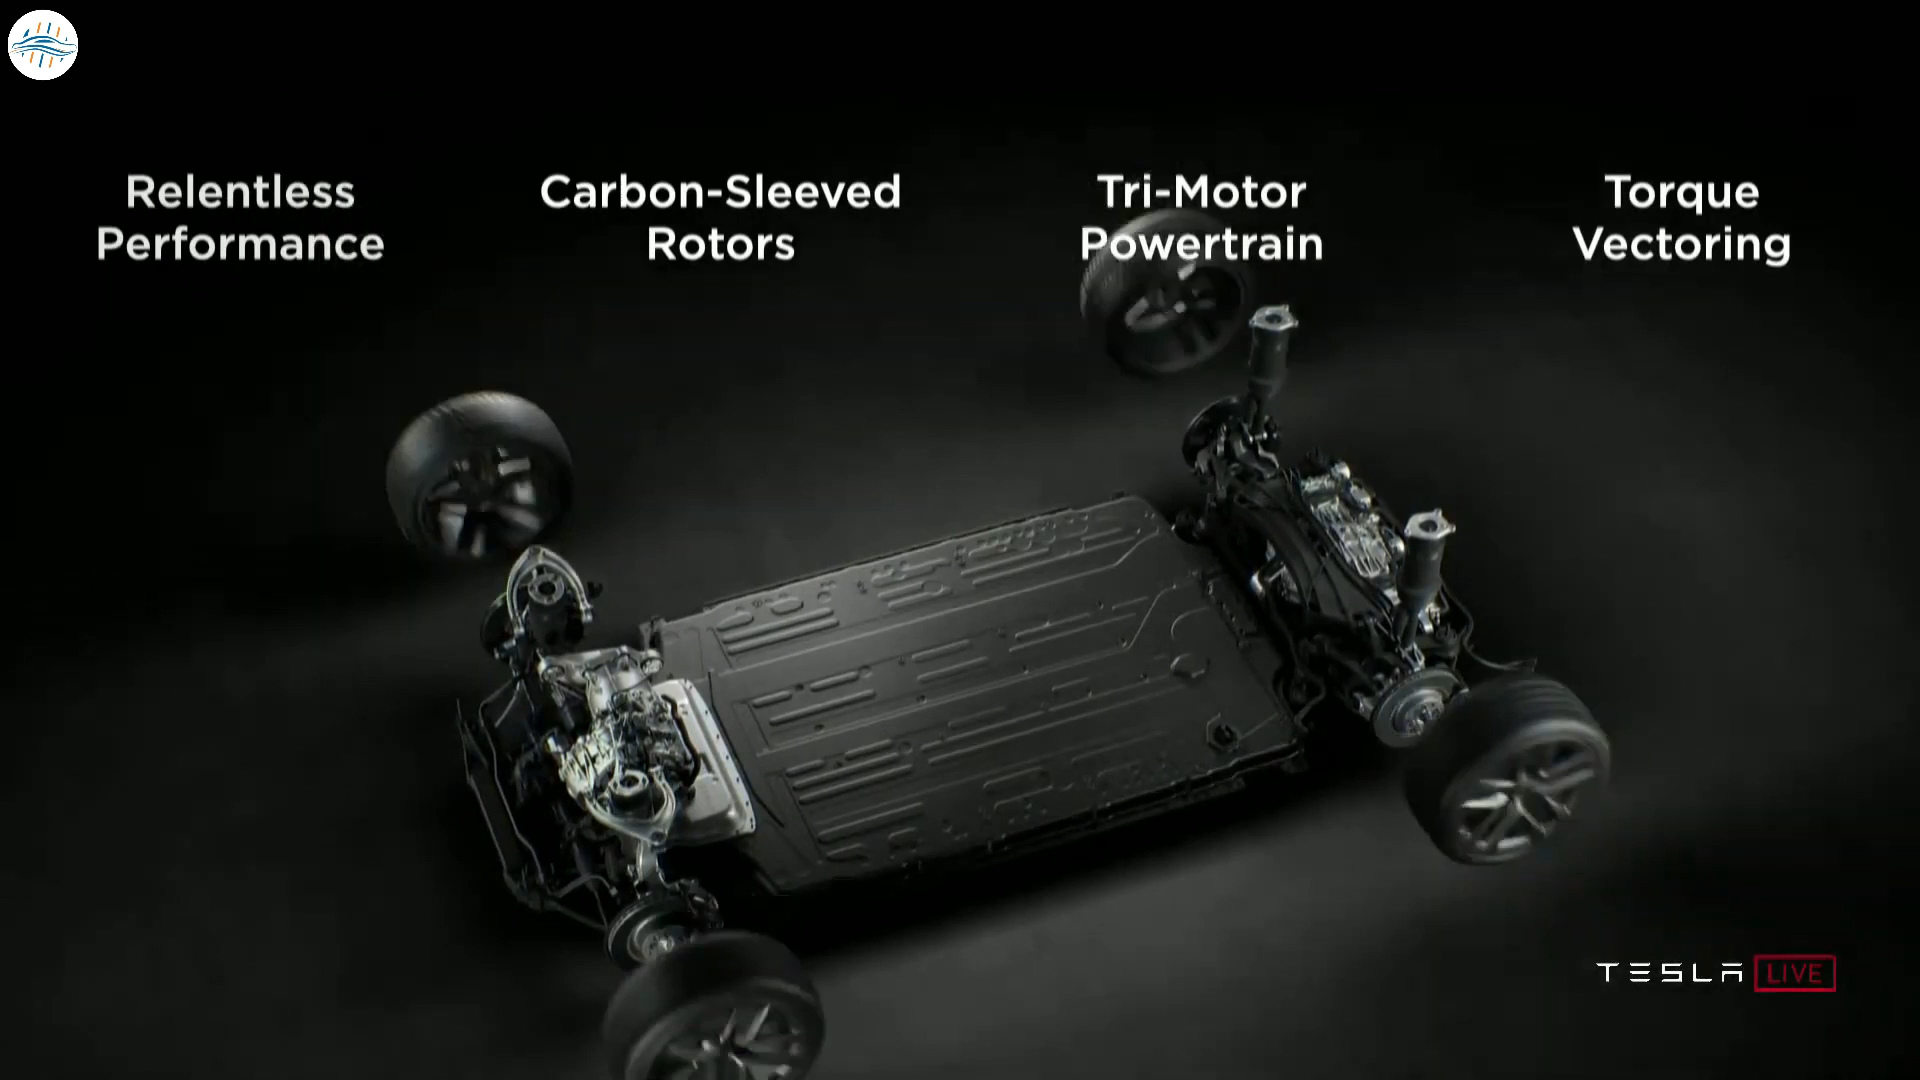 Relentless
Performance
Carbon-Sleeved
Rotors
Tri-Motor
Powertrain
Torque
Vectoring
TESLA LIVE